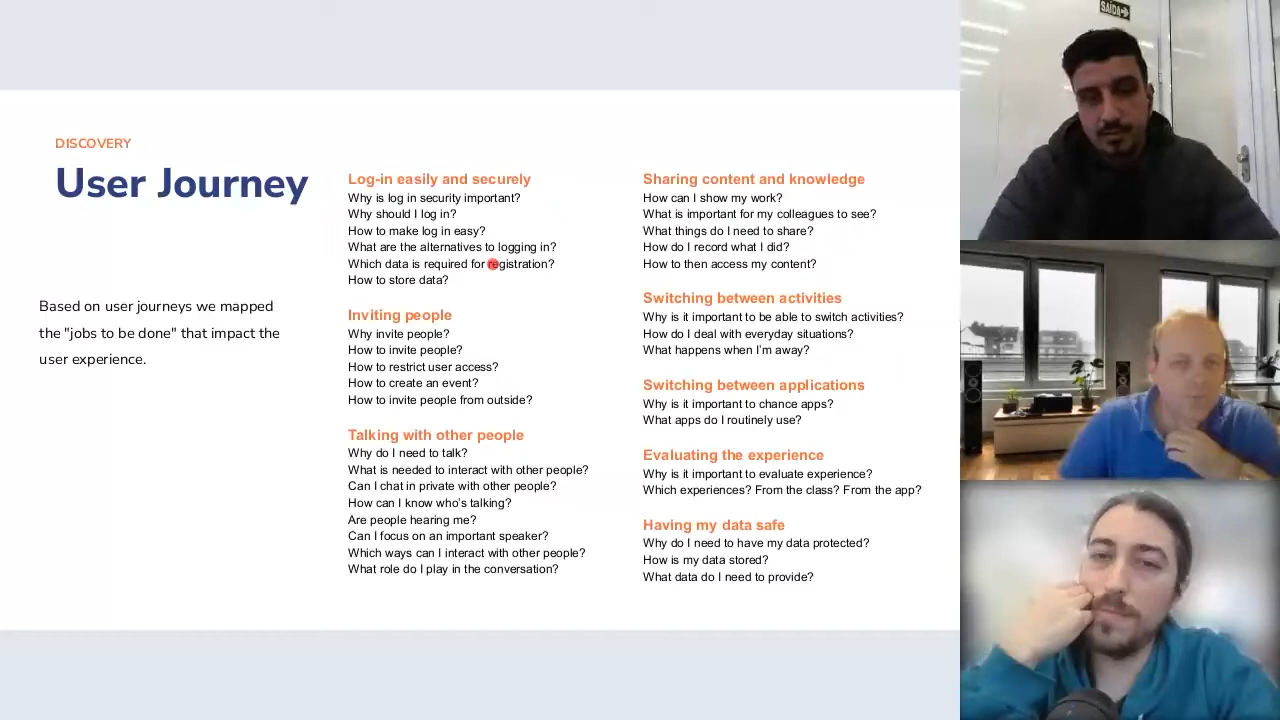 DISCOVERY
User Journey
Based on user journeys we mapped
the "jobs to be done" that impact the
user experience.
Log-in easily and securely
Why is log in security important?
Why should I log in?
How to make log in easy?
What are the alternatives to logging in?
Which data is required for registration?
How to store data?
Inviting people
Why invite people?
How to invite people?
How to restrict user access?
How to create an event?
How to invite people from outside?
Talking with other people
Why do I need to talk?
What is needed to interact with other people?
Can I chat in private with other people?
How can I know who's talking?
Are people hearing me?
Can I focus on an important speaker?
Which ways can I interact with other people?
What role do I play in the conversation?
Sharing content and knowledge
How can I show my work?
What is important for my colleagues to see?
What things do I need to share?
How do I record what I did?
How to then access my content?
Switching between activities
Why is it important to be able to switch activities?
How do I deal with everyday situations?
What happens when I'm away?
Switching between applications
Why is it important to chance apps?
What apps do I routinely use?
Evaluating the experience
Why is it important to evaluate experience?
Which experiences? From the class? From the app?
Having my data safe
Why do I need to have my data protected?
How is my data stored?
What data do I need to provide?
SAÍDA